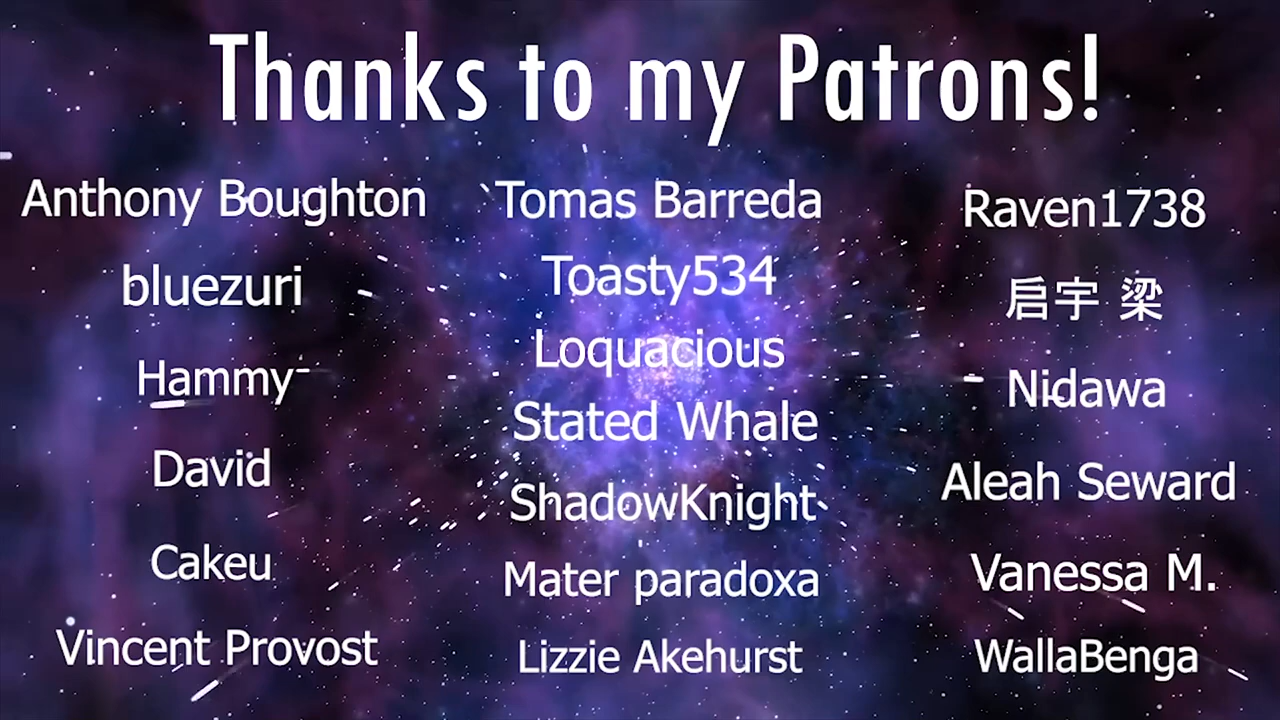 Thanks to my Patrons!
Anthony Boughton
bluezuri
Hammy
David
Cakeu
Vincent Provost
Tomas Barreda
Toasty534
Loquacious
Stated Whale
ShadowKnight
Mater paradoxa
Lizzie Akehurst
Raven1738
启宇 梁
Nidawa
Aleah Seward
Vanessa M.
WallaBenga